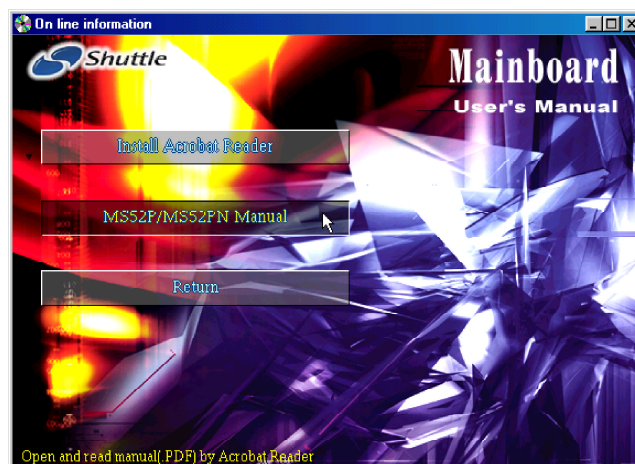 On line information
Shuttle
Mainboard
User's Manual
Install Acrobat Reader
MS52P/MS52PN Manual
Return
Open and read manual(.PDF) by Acrobat Reader